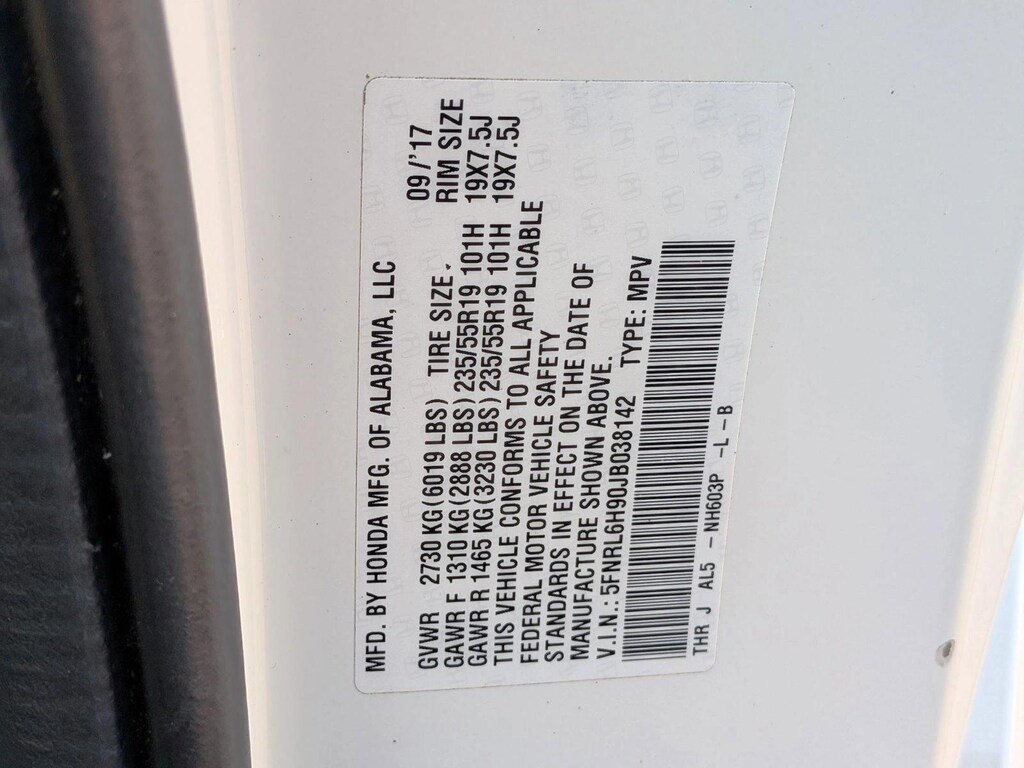 MFD. BY HONDA MFG. OF ALABAMA, LLC 09/'17
GVWR 2730 KG(6019 LBS) TIRE SIZE. RIM SIZE
GAWR F 1310 KG(2888 LBS)235/55R19 101H 19X7.5J
GAWR R 1465 KG(3230 LBS)235/55R19 101H 19X7.5J
THIS VEHICLE CONFORMS TO ALL APPLICABLE
FEDERAL MOTOR VEHICLE SAFETY
STANDARDS IN EFFECT ON THE DATE OF
MANUFACTURE SHOWN ABOVE.
V.I.N.: 5FNRL6H90JB038142 TYPE: MPV
THR J AL5 -NH603P -L -B